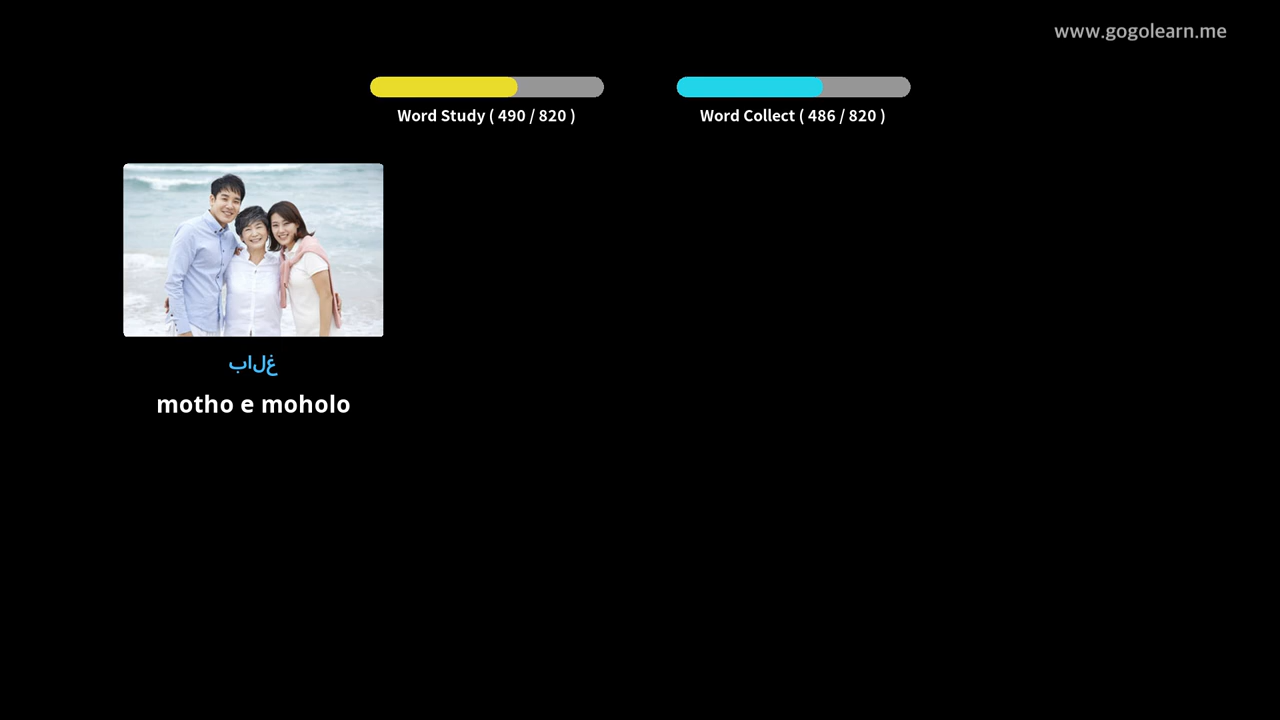 www.gogolearn.me
Word Study ( 490 / 820 )
Word Collect ( 486 / 820 )
بالغ
motho e moholo